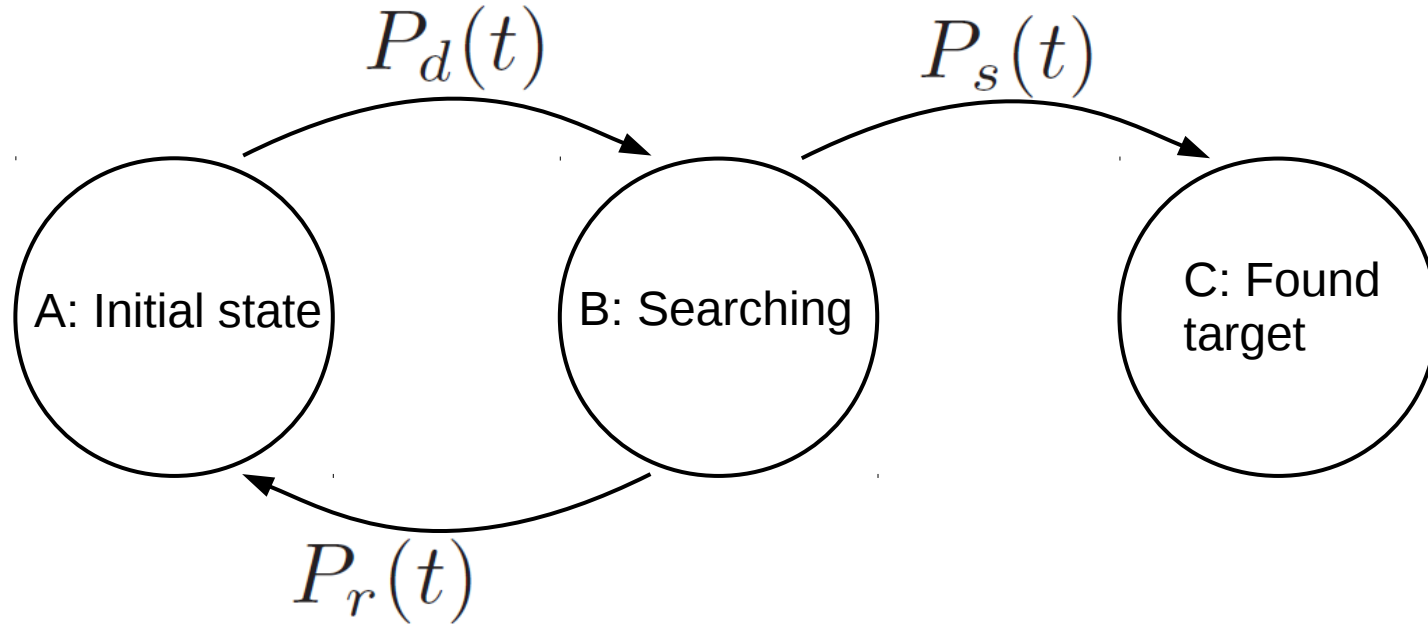 P_d(t)
P_s(t)
A: Initial state
B: Searching
C: Found
target
P_r(t)